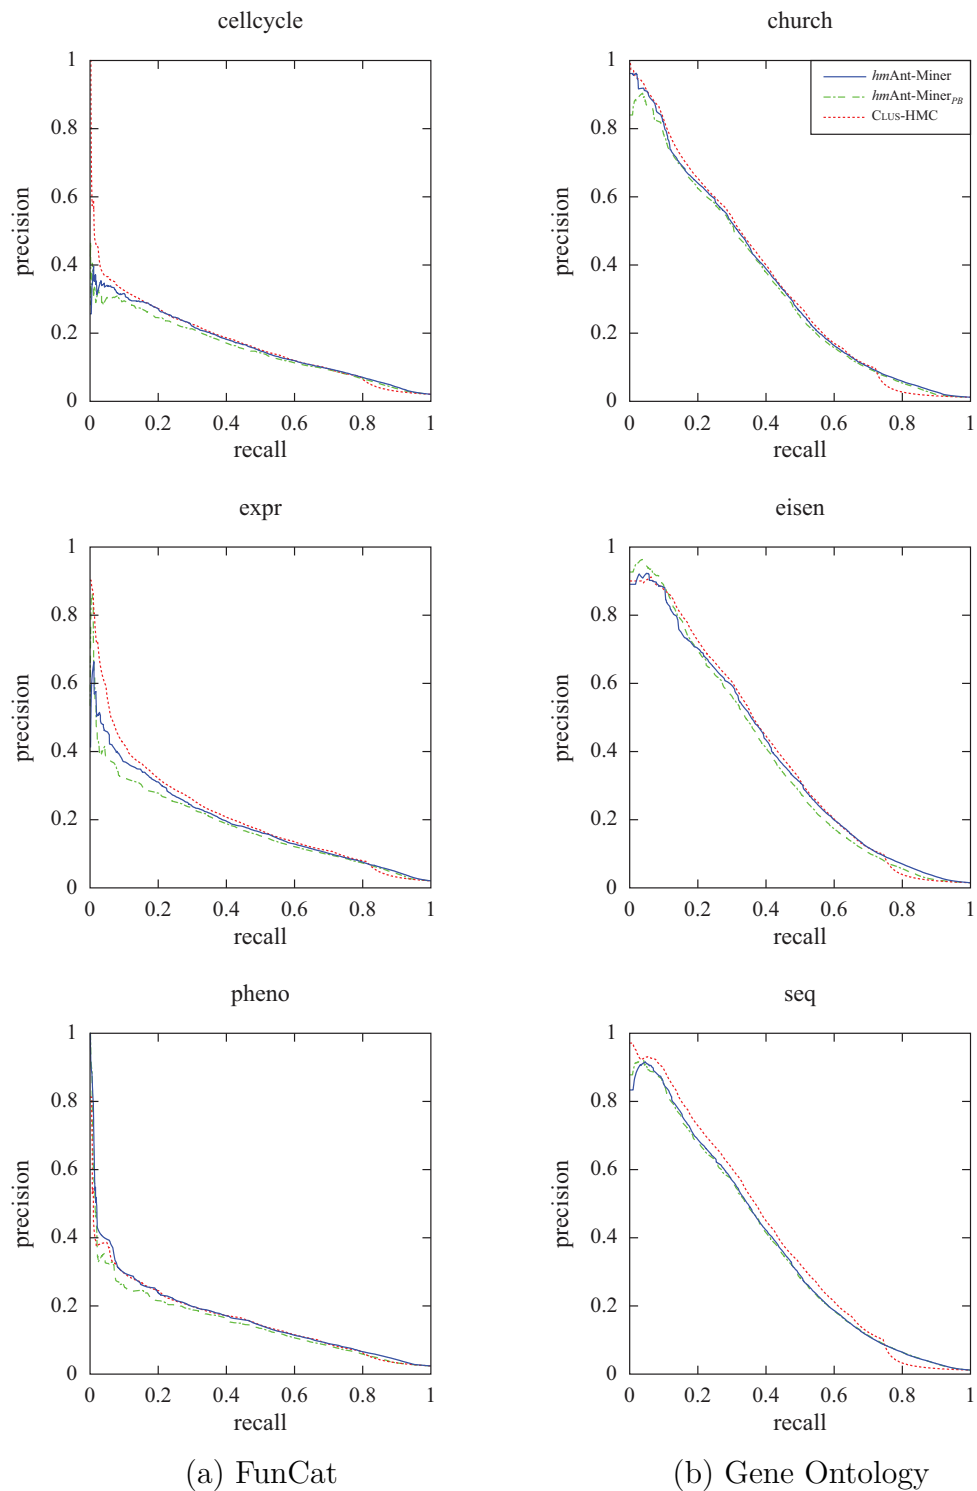 cellcycle
1
0.8
0.6
0.4
0.2
0
precision
0 0.2 0.4 0.6 0.8 1
recall
church
1
0.8
0.6
0.4
0.2
0
precision
0 0.2 0.4 0.6 0.8 1
recall
hmAnt-Miner
hmAnt-MinerPB
CLUS-HMC
expr
1
0.8
0.6
0.4
0.2
0
precision
0 0.2 0.4 0.6 0.8 1
recall
eisen
1
0.8
0.6
0.4
0.2
0
precision
0 0.2 0.4 0.6 0.8 1
recall
pheno
1
0.8
0.6
0.4
0.2
0
precision
0 0.2 0.4 0.6 0.8 1
recall
seq
1
0.8
0.6
0.4
0.2
0
precision
0 0.2 0.4 0.6 0.8 1
recall
(a) FunCat
(b) Gene Ontology